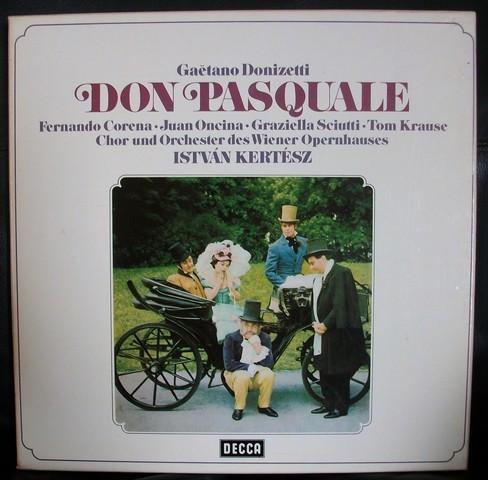 Gaëtano Donizetti
DON PASQUALE
Fernando Corena • Juan Oncina • Graziella Sciutti • Tom Krause
Chor und Orchester des Wiener Opernhauses
ISTVÁN KERTÉSZ
DECCA